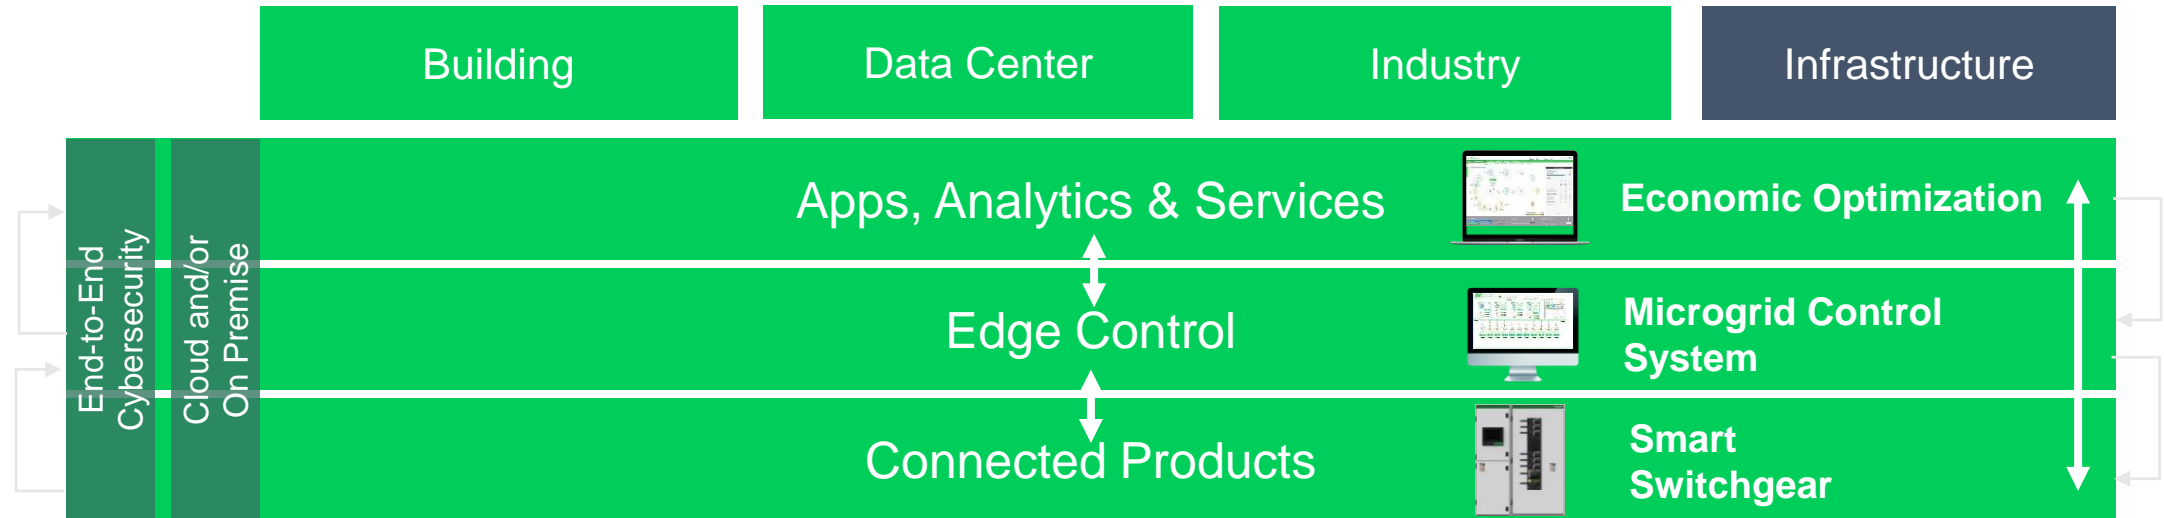 Building
Data Center
Industry
Infrastructure
End-to-End
Cybersecurity
Cloud and/or
On Premise
Apps, Analytics & Services
Economic Optimization
Edge Control
Microgrid Control
System
Connected Products
Smart
Switchgear